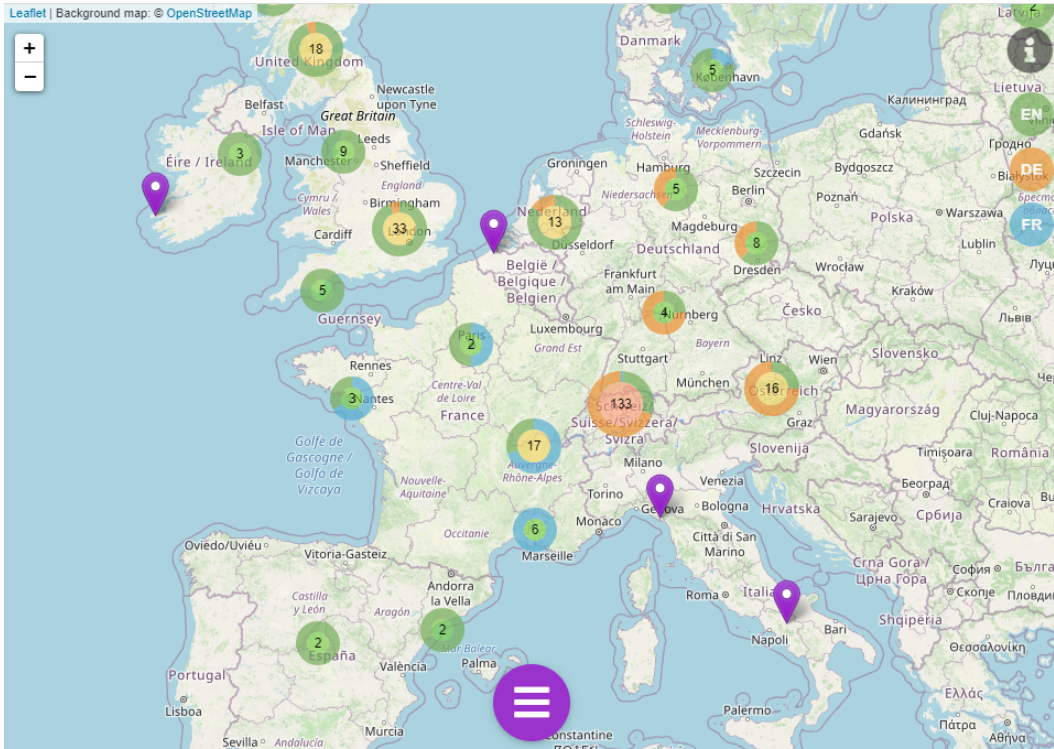 Leaflet | Background map: © OpenStreetMap
+
−
Latvija
2
18
United Kingdom
Danmark
5
København
Lietuva
EN
Newcastle
upon Tyne
Great Britain
Belfast
Isle of Man
Leeds
9
Manchester
Sheffield
England
Birmingham
Cymru /
Wales
Cardiff
33
London
3
Éire / Ireland
5
Guernsey
Schleswig-
Holstein
Mecklenburg-
Vorpommern
Калининград
Gdańsk
Гродно
Groningen
Hamburg
Szczecin
Bydgoszcz
DE
Białystok
5
Niedersachsen
Berlin
Poznań
Polska
Warszawa
FR
Nederland
13
Magdeburg
8
Düsseldorf
Deutschland
Dresden
Wrocław
Lublin
België /
Belgique /
Belgien
Frankfurt
am Main
Kraków
4
Nürnberg
Česko
Львів
Luxembourg
Paris
2
Grand Est
Stuttgart
Bayern
Linz
Wien
Slovensko
Rennes
München
16
Österreich
3
Nantes
Centre-Val
de Loire
France
133
Schweiz/
Suisse/Svizzera/
Svizra
Graz
Magyarország
Cluj-Napoca
Golfe de
Gascogne /
Golfo de
Vizcaya
17
Auvergne-
Rhône-Alpes
Milano
Slovenija
Timișoara
România
Nouvelle-
Aquitaine
Torino
Venezia
Genova
Bologna
Hrvatska
Београд
Србија
Craiova
Occitanie
6
Marseille
Monaco
Città di San
Marino
Sarajevo
Oviedo/Uviéu
Vitoria-Gasteiz
Andorra
la Vella
Crna Gora /
Црна Гора
София
Бълга
Castilla
y León
Aragón
Roma
Italia
Скопје
Пловдив
2
España
2
Mar Balear
Napoli
Bari
Shqipëria
Θεσσαλονίκη
Portugal
València
Palma
Lisboa
Murcia
Palermo
Ελλάς
Sevilla
Andalucía
Constantine
Πάτρα
Αθήνα